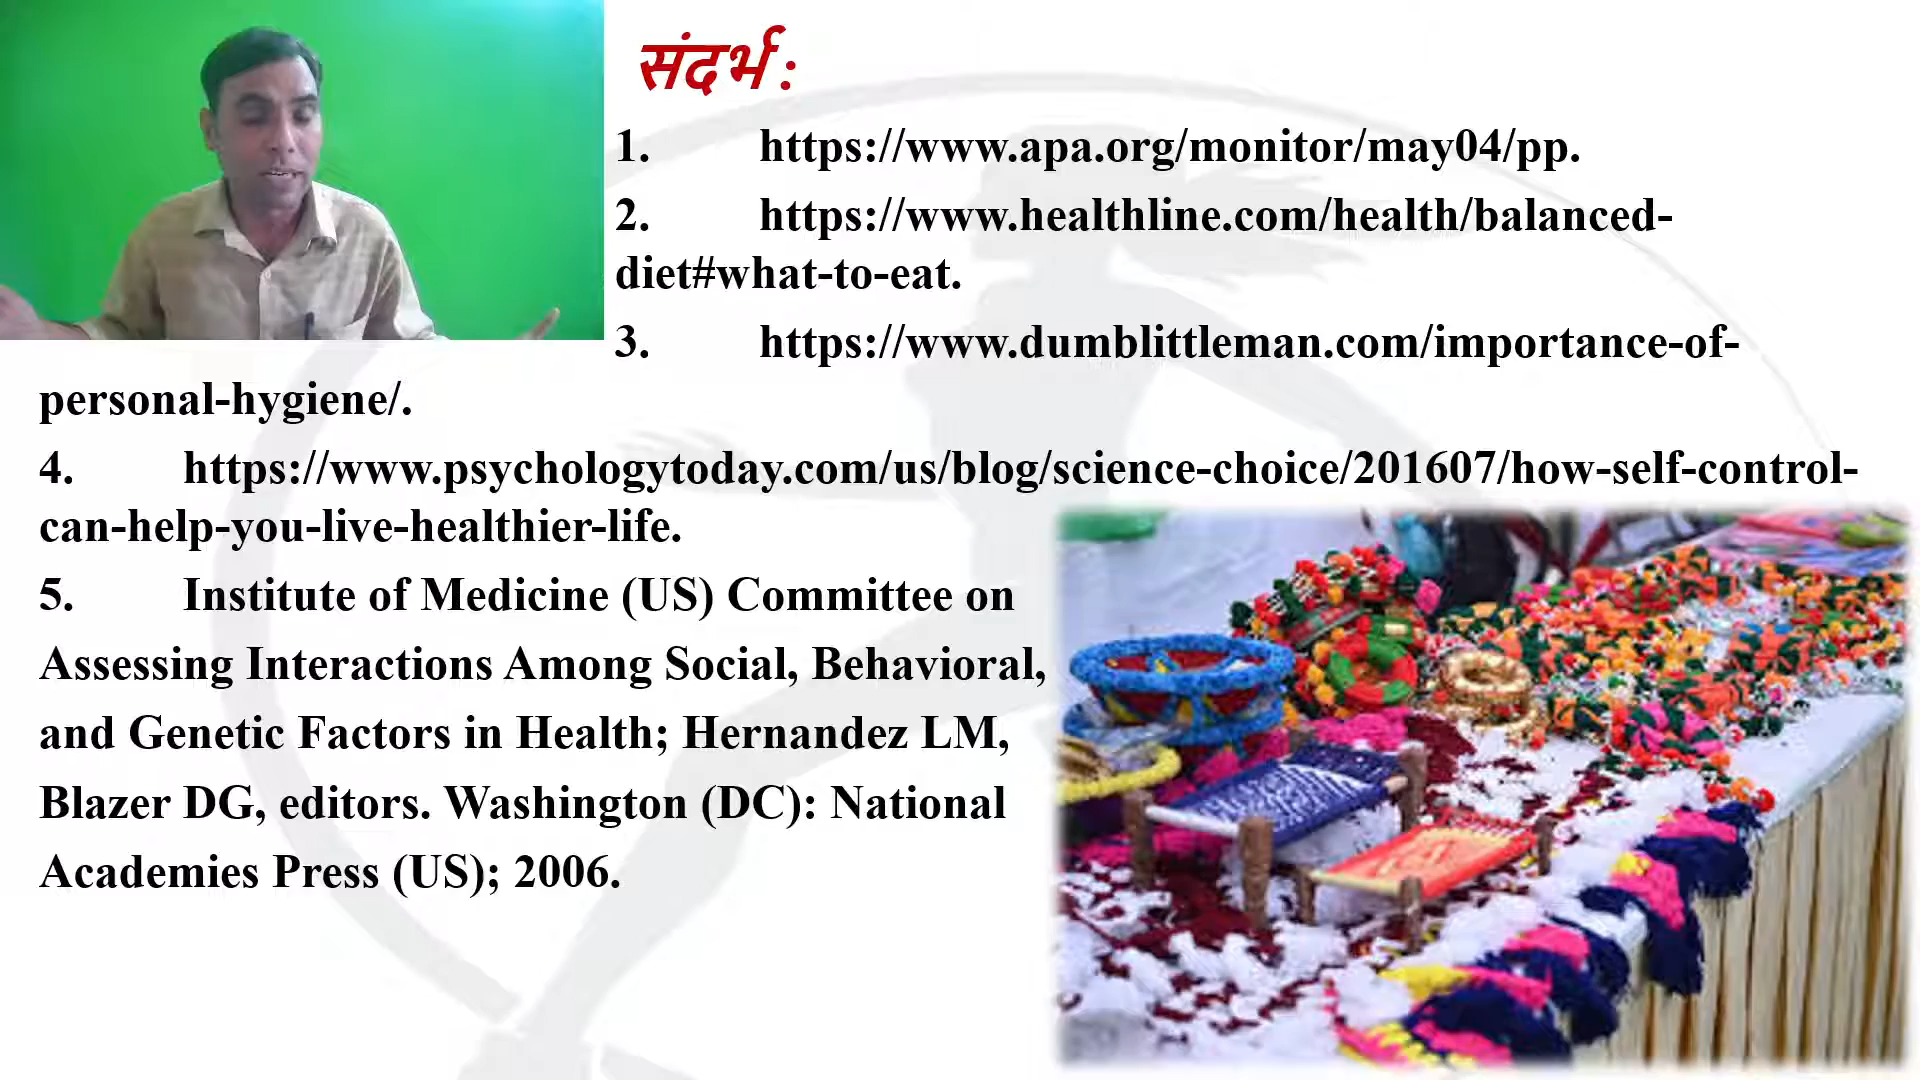 संदर्भ :
1. https://www.apa.org/monitor/may04/pp.
2. https://www.healthline.com/health/balanced-
diet#what-to-eat.
3. https://www.dumblittleman.com/importance-of-
personal-hygiene/.
4. https://www.psychologytoday.com/us/blog/science-choice/201607/how-self-control-
can-help-you-live-healthier-life.
5. Institute of Medicine (US) Committee on
Assessing Interactions Among Social, Behavioral,
and Genetic Factors in Health; Hernandez LM,
Blazer DG, editors. Washington (DC): National
Academies Press (US); 2006.